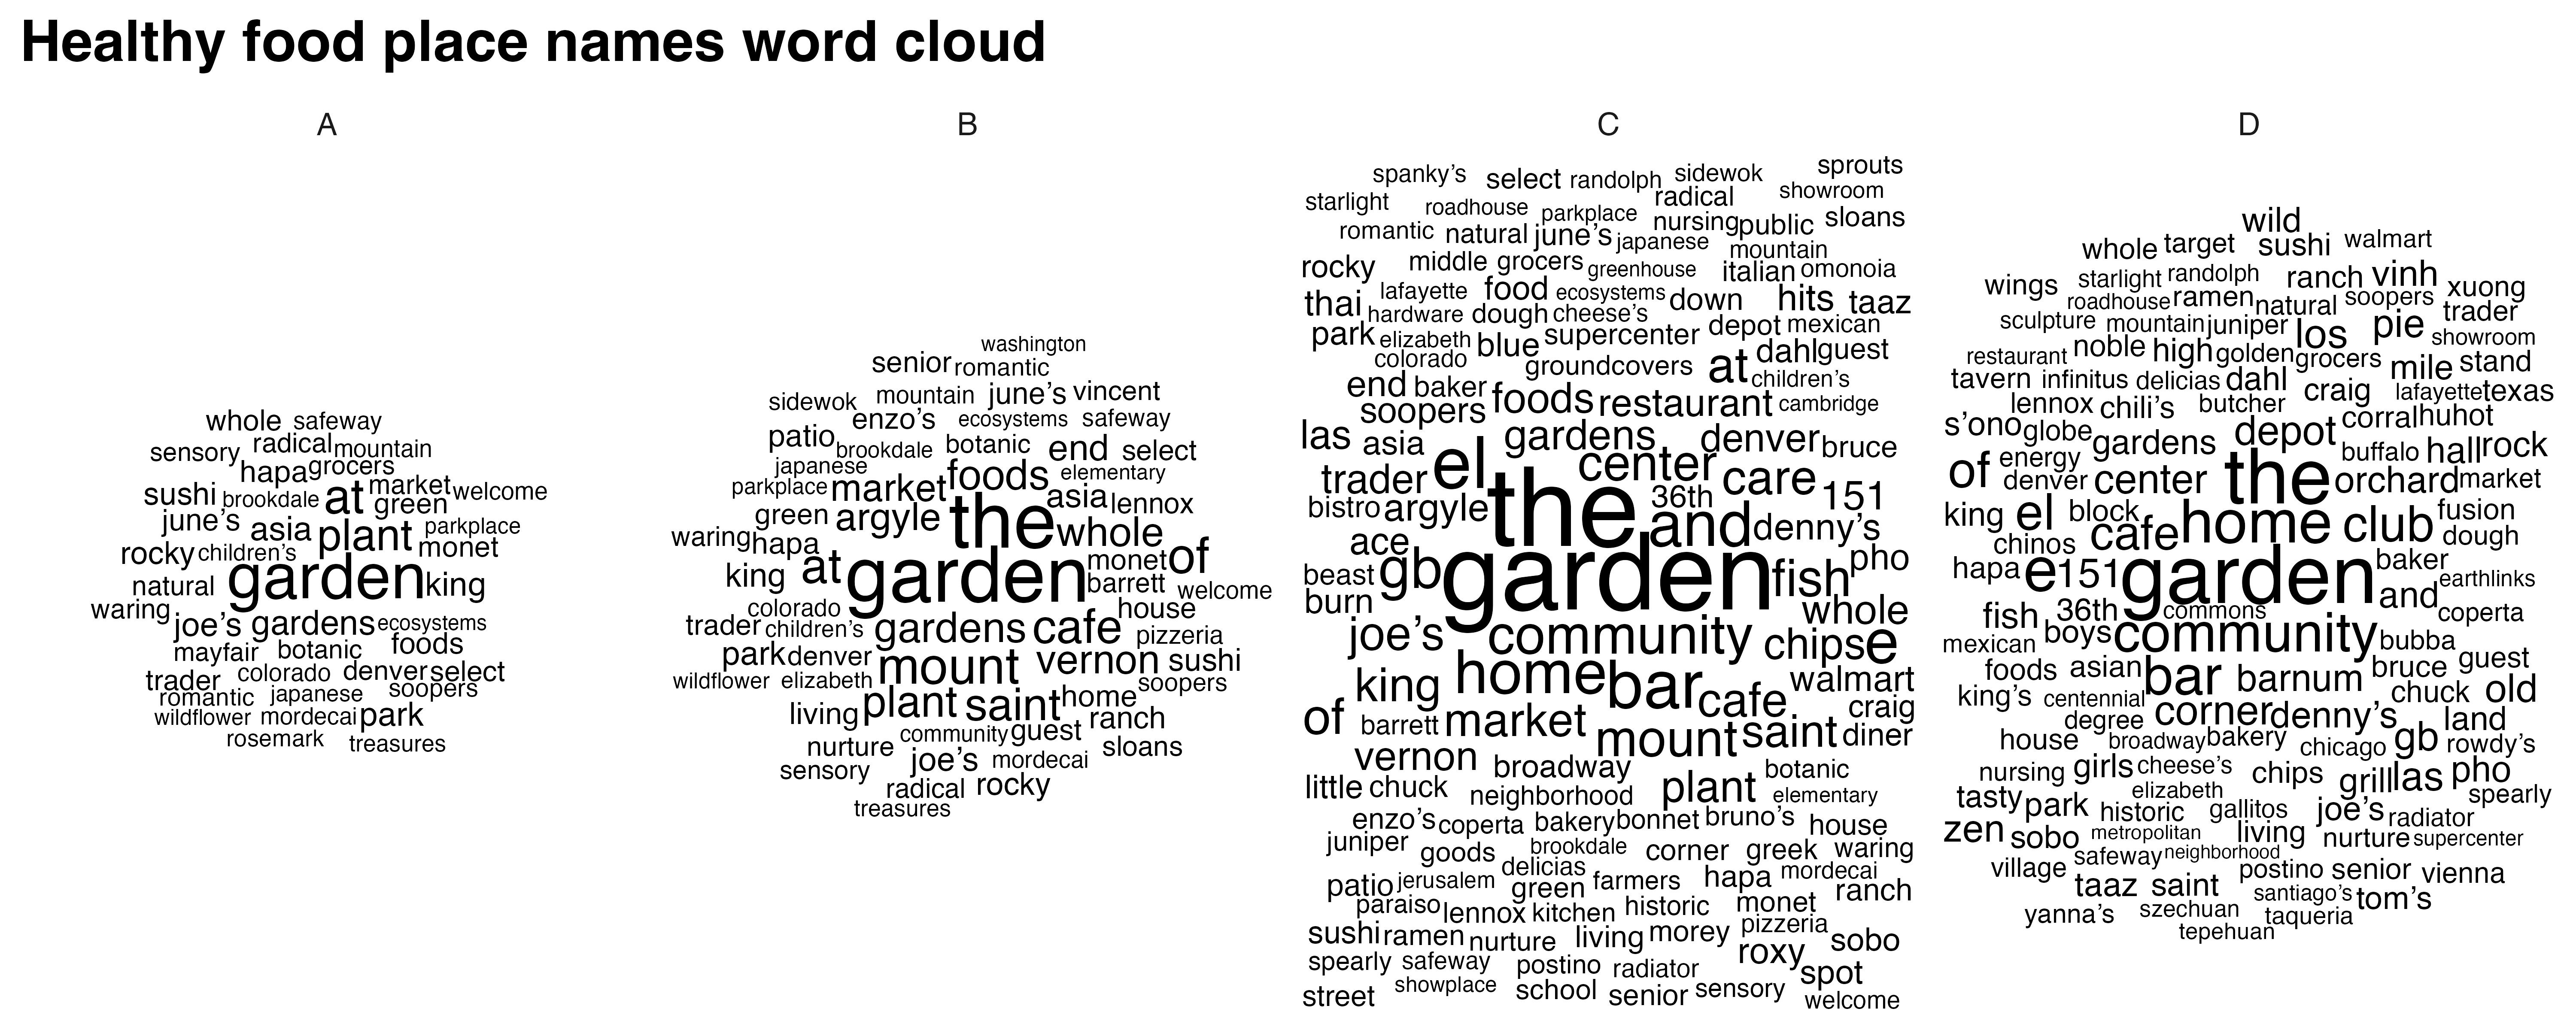 Healthy food place names word cloud
A
whole safeway
sensory radical mountain
hapa grocers
sushi brookdale at market welcome
green
june's asia plant parkplace
rocky children's monet
natural garden king
waring
joe's gardens ecosystems
mayfair botanic foods
trader colorado denver select
romantic japanese soopers
wildflower mordecai park
rosemark treasures
B
washington
senior romantic
sidewok mountain june's vincent
enzo's ecosystems safeway
patio brookdale botanic end select
japanese foods elementary
parkplace market asia lennox
green argyle the whole
waring hapa monet of
king at garden barrett welcome
colorado house
trader children's gardens cafe pizzeria
park denver mount vernon sushi
wildflower elizabeth soopers
living plant saint home ranch
nurture community guest sloans
sensory joe's mordecai
radical rocky
treasures
C
spanky's select randolph sidewok sprouts
starlight roadhouse parkplace radical showroom
romantic natural june's nursing public sloans
japanese mountain
rocky middle grocers greenhouse italian omonoia
thai lafayette food ecosystems down hits taaz
hardware dough cheese's
park elizabeth blue supercenter depot mexican
colorado groundcovers at dahl guest
end baker children's
soopers foods restaurant cambridge
las asia gardens denver bruce
trader el center care
bistro argyle the 36th and 151
ace denny's
beast gb garden fish pho
burn whole
joe's community chips e
king home bar cafe walmart
of barrett market mount saint craig
diner
vernon broadway botanic
little chuck neighborhood plant elementary
enzo's coperta bakery bonnet bruno's house
juniper goods brookdale corner greek waring
delicias
patio jerusalem green farmers hapa mordecai ranch
paraiso lennox kitchen historic monet
sushi ramen nurture living morey pizzeria sobo
roxy
spearly safeway postino radiator spot
street showplace school senior sensory welcome
D
wild
whole target sushi walmart
wings starlight randolph ranch vinh xuong
roadhouse ramen natural soopers trader
sculpture mountain juniper los pie showroom
restaurant noble high golden grocers mile stand
tavern infinitus delicias dahl craig lafayette texas
lennox chili's butcher corral huhot
s'ono globe gardens depot buffalo hall rock
of energy
denver center the orchard market
king el block cafe home club fusion
chinos dough
hapa e 151 garden baker earthlinks
fish 36th commons and coperta
mexican boys community bubba
foods asian bar barnum bruce guest
king's centennial chuck old
degree corner denny's land
house broadway bakery chicago gb rowdy's
nursing girls cheese's chips grill las pho
tasty park elizabeth spearly
historic gallitos joe's radiator
zen sobo metropolitan living nurture supercenter
village safeway neighborhood postino senior vienna
taaz saint santiago's tom's
yanna's szechuan taqueria
tepehuan